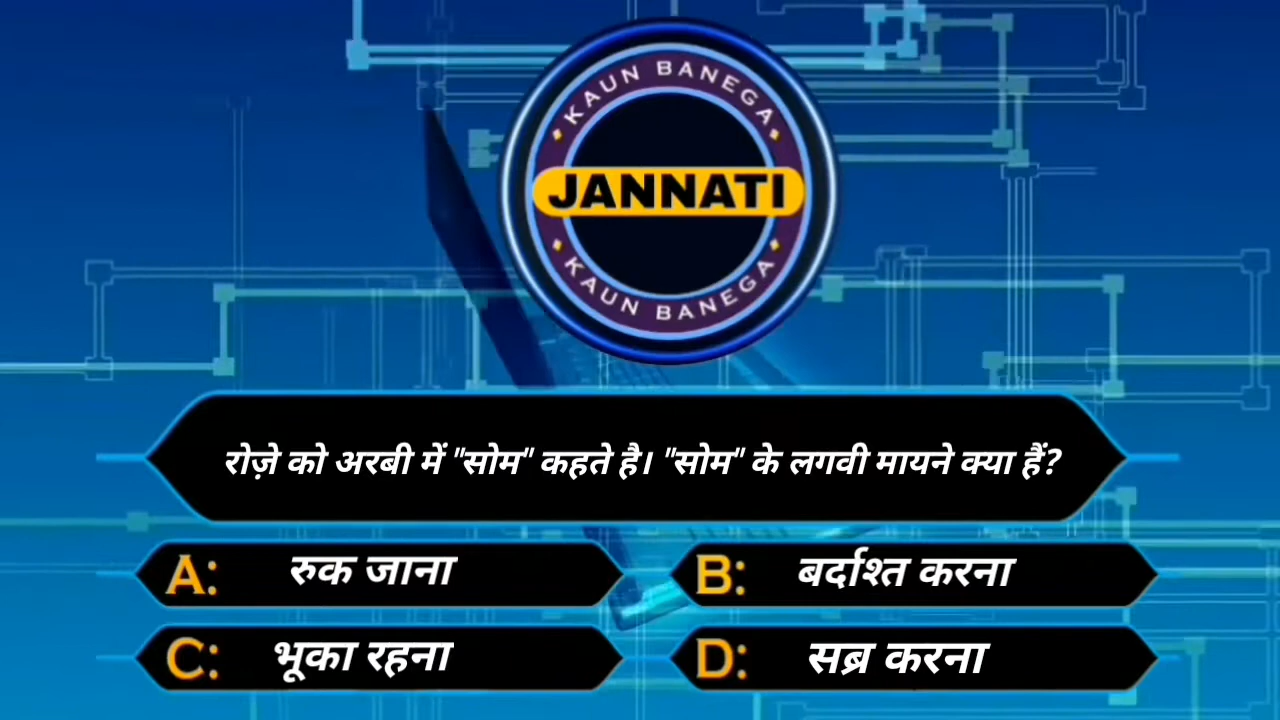 KAUN BANEGA
JANNATI
KAUN BANEGA
रोज़े को अरबी में "सोम" कहते है। "सोम" के लगवी मायने क्या हैं?
A: रुक जाना
B: बर्दाश्त करना
C: भूका रहना
D: सब्र करना